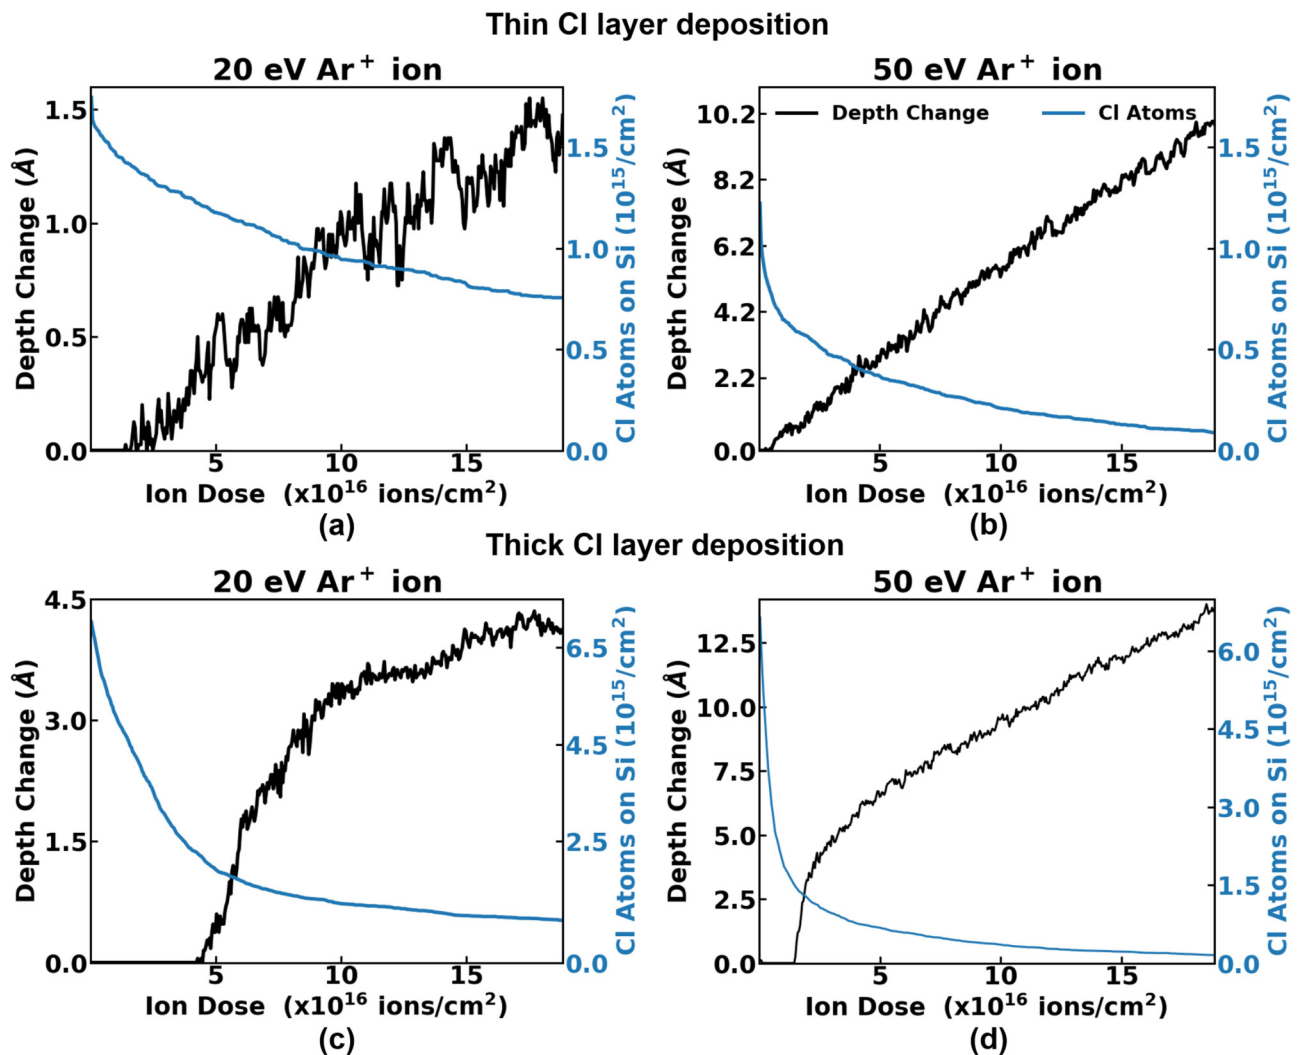 Thin Cl layer deposition
20 eV Ar⁺ ion
50 eV Ar⁺ ion
Depth Change (Å)
1.5
1.0
0.5
0.0
Cl Atoms on Si (10¹⁵/cm²)
1.5
1.0
0.5
0.0
5
10
15
Ion Dose (x10¹⁶ ions/cm²)
(a)
Depth Change (Å)
10.2
8.2
6.2
4.2
2.2
0.0
Depth Change
Cl Atoms
Cl Atoms on Si (10¹⁵/cm²)
1.5
1.0
0.5
0.0
5
10
15
Ion Dose (x10¹⁶ ions/cm²)
(b)
Thick Cl layer deposition
20 eV Ar⁺ ion
50 eV Ar⁺ ion
Depth Change (Å)
4.5
3.0
1.5
0.0
Cl Atoms on Si (10¹⁵/cm²)
6.5
4.5
2.5
0.0
5
10
15
Ion Dose (x10¹⁶ ions/cm²)
(c)
Depth Change (Å)
12.5
10.0
7.5
5.0
2.5
0.0
Cl Atoms on Si (10¹⁵/cm²)
6.0
4.5
3.0
1.5
0.0
5
10
15
Ion Dose (x10¹⁶ ions/cm²)
(d)